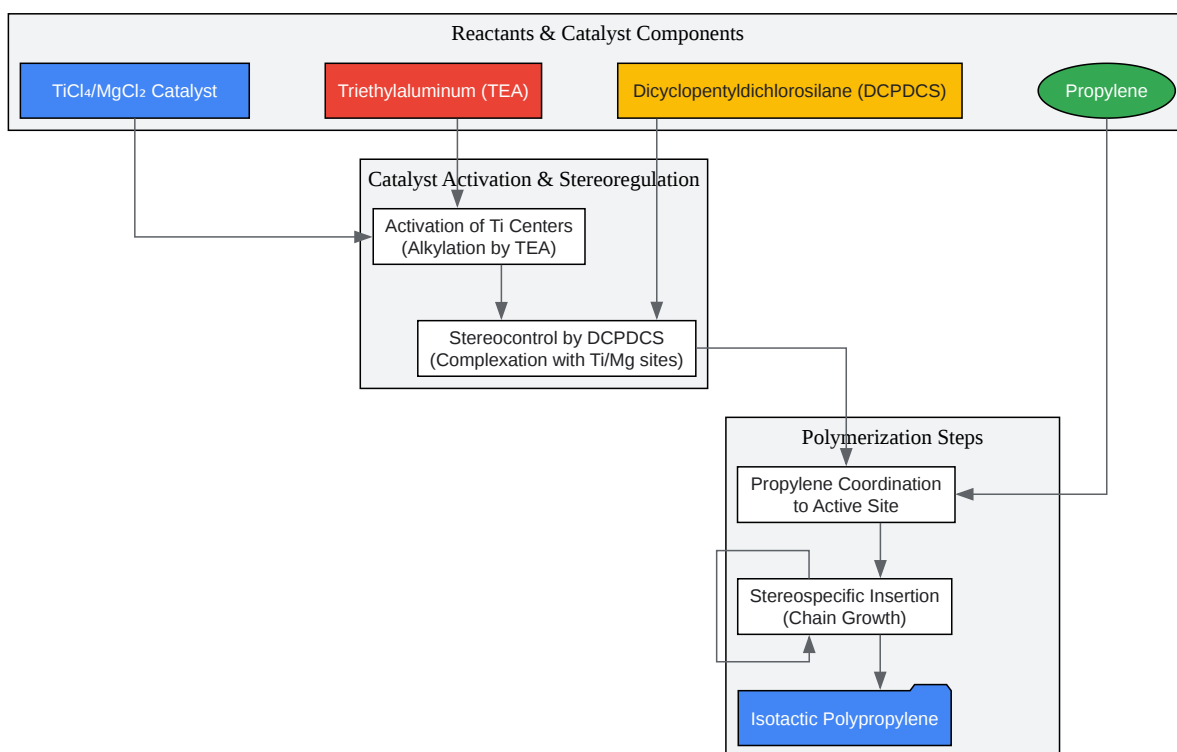 Reactants & Catalyst Components
TiCl₄/MgCl₂ Catalyst
Triethylaluminum (TEA)
Dicyclopentyldichlorosilane (DCPDCS)
Propylene
Catalyst Activation & Stereoregulation
Activation of Ti Centers
(Alkylation by TEA)
Stereocontrol by DCPDCS
(Complexation with Ti/Mg sites)
Polymerization Steps
Propylene Coordination
to Active Site
Stereospecific Insertion
(Chain Growth)
Isotactic Polypropylene